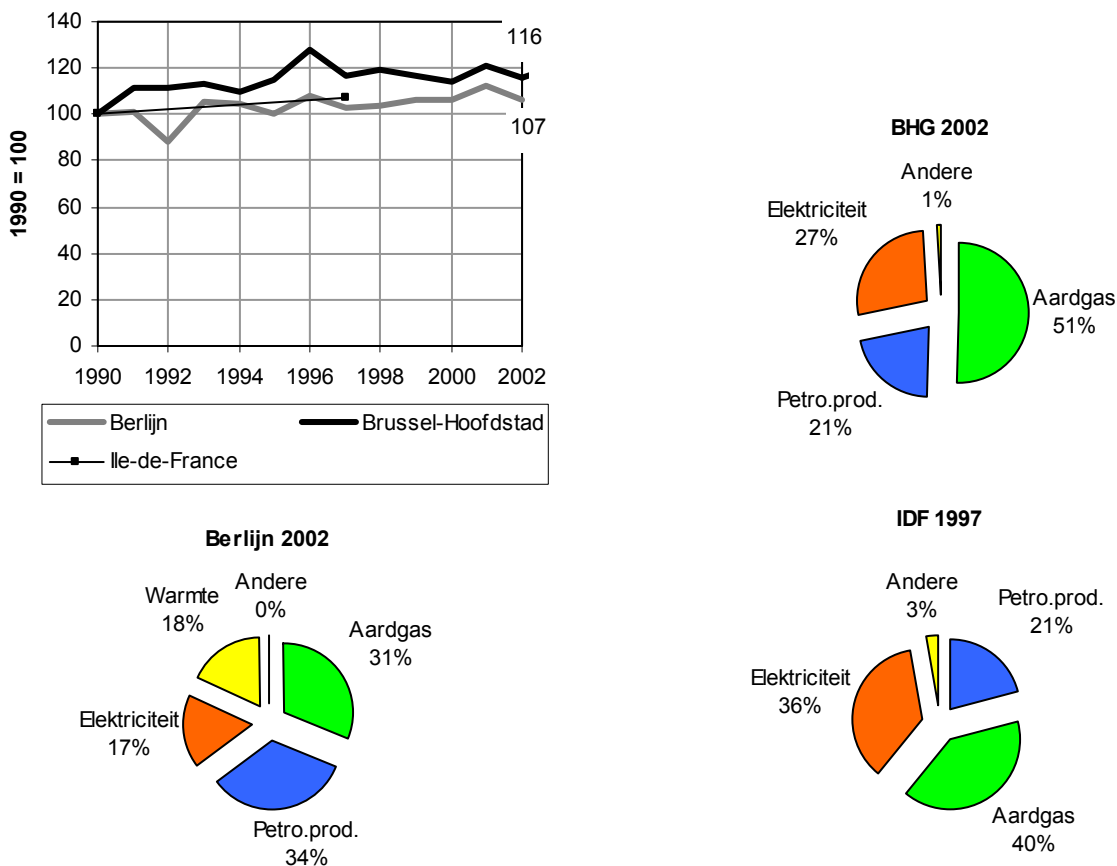 140
120
100
80
60
40
20
0
1990 = 100
116
107
1990 1992 1994 1996 1998 2000 2002
Berlijn Brussel-Hoofdstad
Ile-de-France
BHG 2002
Andere
1%
Elektriciteit
27%
Aardgas
51%
Petro.prod.
21%
Berlijn 2002
Andere
0%
Warmte
18%
Aardgas
31%
Elektriciteit
17%
Petro.prod.
34%
IDF 1997
Andere
3%
Petro.prod.
21%
Elektriciteit
36%
Aardgas
40%